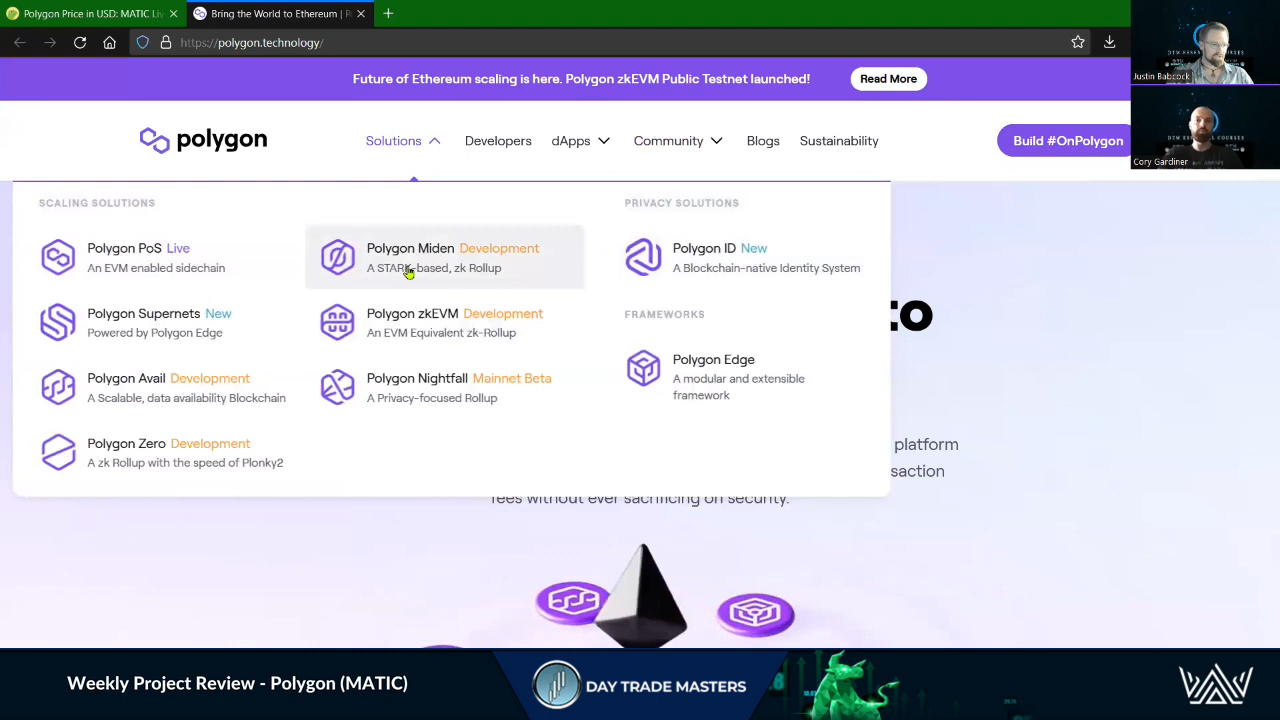 Polygon Price in USD: MATIC Liv
Bring the World to Ethereum | P
https://polygon.technology/
Future of Ethereum scaling is here. Polygon zkEVM Public Testnet launched!
Read More
polygon
Solutions
Developers
dApps
Community
Blogs
Sustainability
Build #OnPolygon
Justin Babcock
Cory Gardiner
SCALING SOLUTIONS
Polygon PoS Live
An EVM enabled sidechain
Polygon Supernets New
Powered by Polygon Edge
Polygon Avail Development
A Scalable, data availability Blockchain
Polygon Zero Development
A zk Rollup with the speed of Plonky2
Polygon Miden Development
A STARK-based, zk Rollup
Polygon zkEVM Development
An EVM Equivalent zk-Rollup
Polygon Nightfall Mainnet Beta
A Privacy-focused Rollup
PRIVACY SOLUTIONS
Polygon ID New
A Blockchain-native Identity System
FRAMEWORKS
Polygon Edge
A modular and extensible
framework
to
platform
saction
fees without ever sacrificing on security.
Weekly Project Review - Polygon (MATIC)
DAY TRADE MASTERS